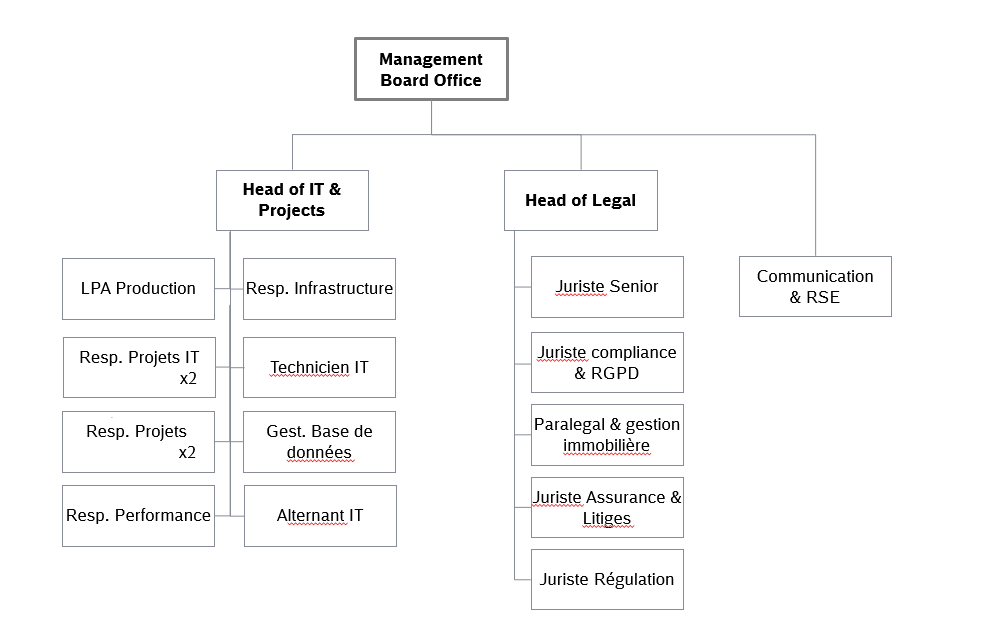 Management
Board Office
Head of IT &
Projects
Head of Legal
LPA Production
Resp. Infrastructure
Resp. Projets IT
x2
Technicien IT
Resp. Projets
x2
Gest. Base de
données
Resp. Performance
Alternant IT
Juriste Senior
Juriste compliance
& RGPD
Paralegal & gestion
immobilière
Juriste Assurance &
Litiges
Juriste Régulation
Communication
& RSE